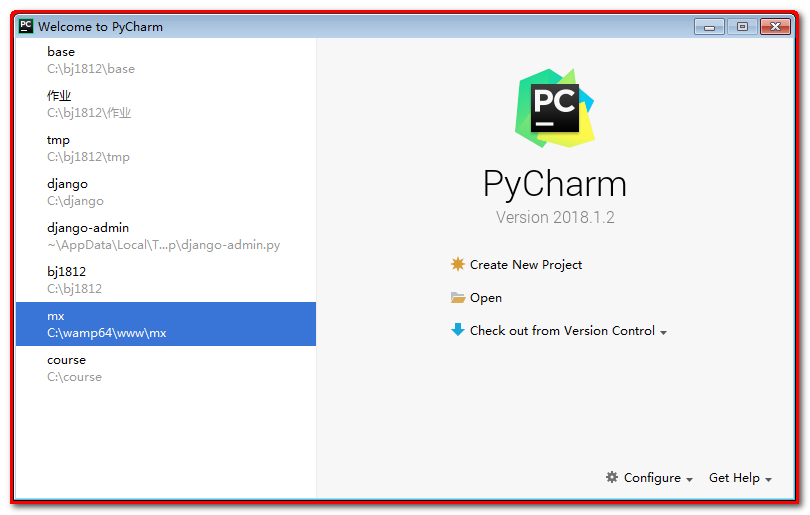 Welcome to PyCharm
base
C:\bj1812\base
作业
C:\bj1812\作业
tmp
C:\bj1812\tmp
django
C:\django
django-admin
~\AppData\Local\T...p\django-admin.py
bj1812
C:\bj1812
mx
C:\wamp64\www\mx
course
C:\course
PC
PyCharm
Version 2018.1.2
Create New Project
Open
Check out from Version Control
Configure
Get Help